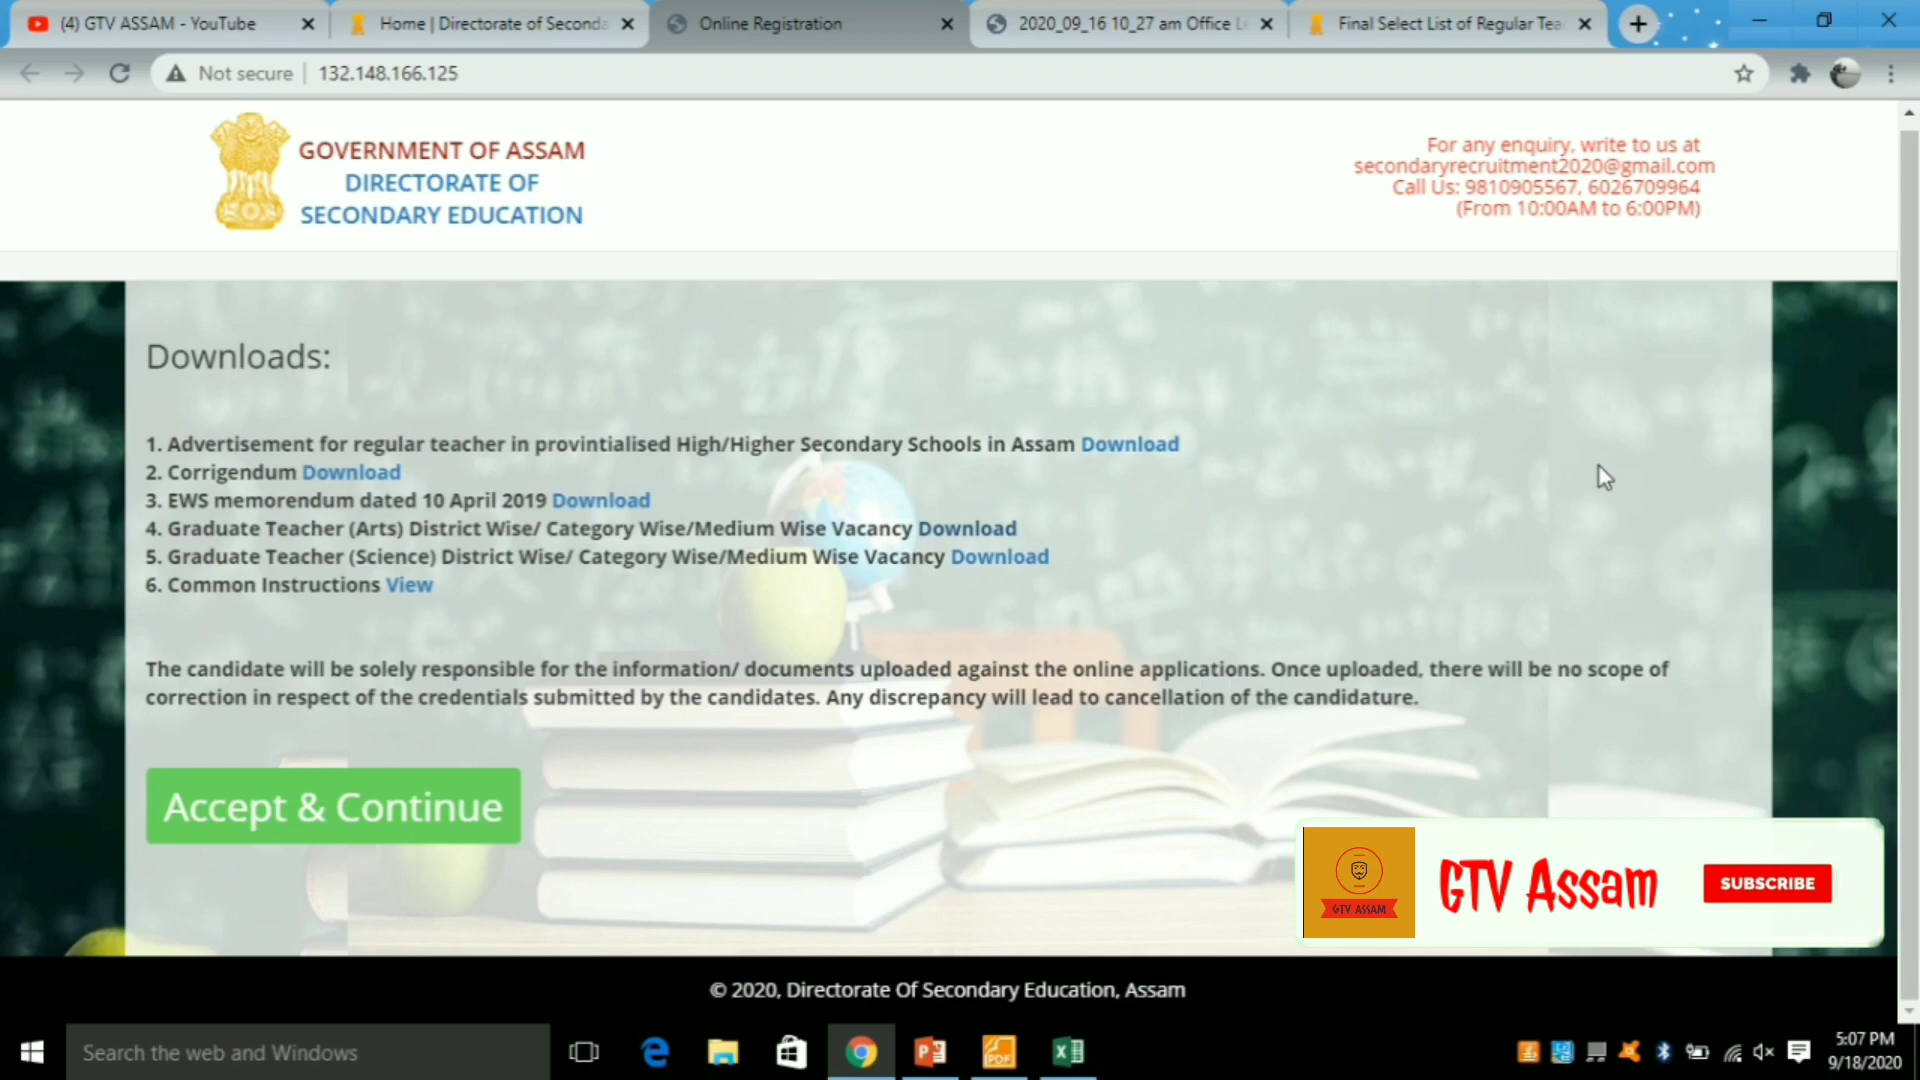 (4) GTV ASSAM - YouTube
Home | Directorate of Seconda
Online Registration
2020_09_16 10_27 am Office Le
Final Select List of Regular Tea
Not secure | 132.148.166.125
GOVERNMENT OF ASSAM
DIRECTORATE OF
SECONDARY EDUCATION
For any enquiry, write to us at
secondaryrecruitment2020@gmail.com
Call Us: 9810905567, 6026709964
(From 10:00AM to 6:00PM)
Downloads:
1. Advertisement for regular teacher in provintialised High/Higher Secondary Schools in Assam Download
2. Corrigendum Download
3. EWS memorendum dated 10 April 2019 Download
4. Graduate Teacher (Arts) District Wise/ Category Wise/Medium Wise Vacancy Download
5. Graduate Teacher (Science) District Wise/ Category Wise/Medium Wise Vacancy Download
6. Common Instructions View
The candidate will be solely responsible for the information/ documents uploaded against the online applications. Once uploaded, there will be no scope of
correction in respect of the credentials submitted by the candidates. Any discrepancy will lead to cancellation of the candidature.
Accept & Continue
GTV ASSAM
GTV Assam
SUBSCRIBE
© 2020, Directorate Of Secondary Education, Assam
Search the web and Windows
PDF
5:07 PM
9/18/2020